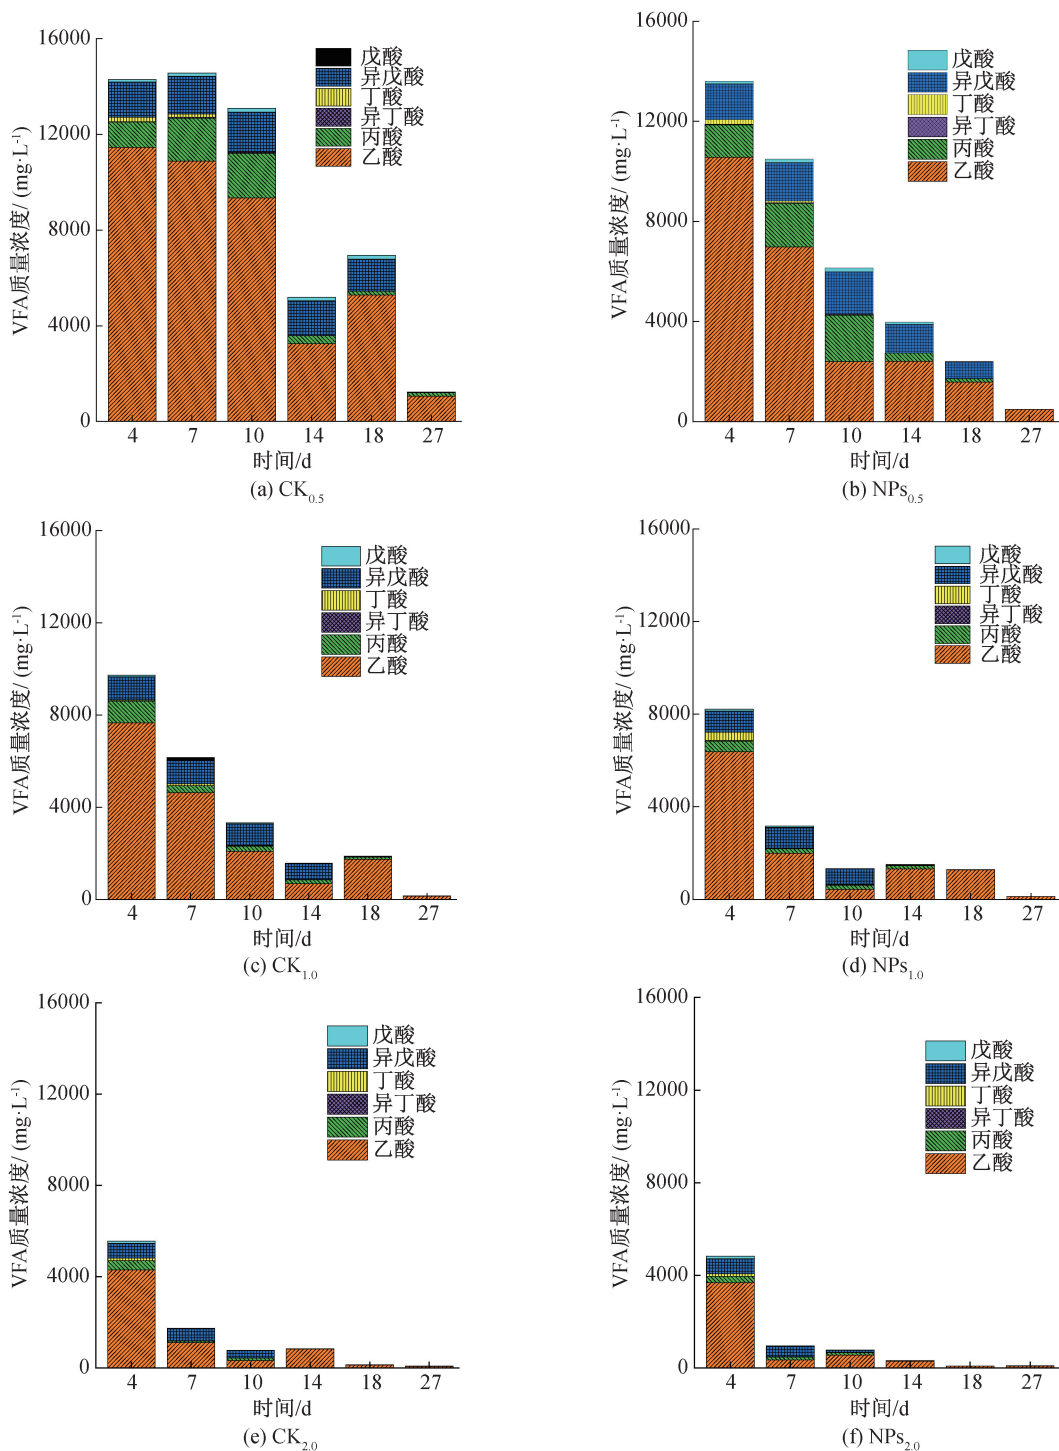 16000
12000
8000
4000
0
VFA质量浓度/ (mg·L⁻¹)
戊酸
异戊酸
丁酸
异丁酸
丙酸
乙酸
4 7 10 14 18 27
时间/d
(a) CK₀.₅
16000
12000
8000
4000
0
VFA质量浓度/ (mg·L⁻¹)
戊酸
异戊酸
丁酸
异丁酸
丙酸
乙酸
4 7 10 14 18 27
时间/d
(b) NPs₀.₅
16000
12000
8000
4000
0
VFA质量浓度/ (mg·L⁻¹)
戊酸
异戊酸
丁酸
异丁酸
丙酸
乙酸
4 7 10 14 18 27
时间/d
(c) CK₁.₀
16000
12000
8000
4000
0
VFA质量浓度/ (mg·L⁻¹)
戊酸
异戊酸
丁酸
异丁酸
丙酸
乙酸
4 7 10 14 18 27
时间/d
(d) NPs₁.₀
16000
12000
8000
4000
0
VFA质量浓度/ (mg·L⁻¹)
戊酸
异戊酸
丁酸
异丁酸
丙酸
乙酸
4 7 10 14 18 27
时间/d
(e) CK₂.₀
16000
12000
8000
4000
0
VFA质量浓度/ (mg·L⁻¹)
戊酸
异戊酸
丁酸
异丁酸
丙酸
乙酸
4 7 10 14 18 27
时间/d
(f) NPs₂.₀